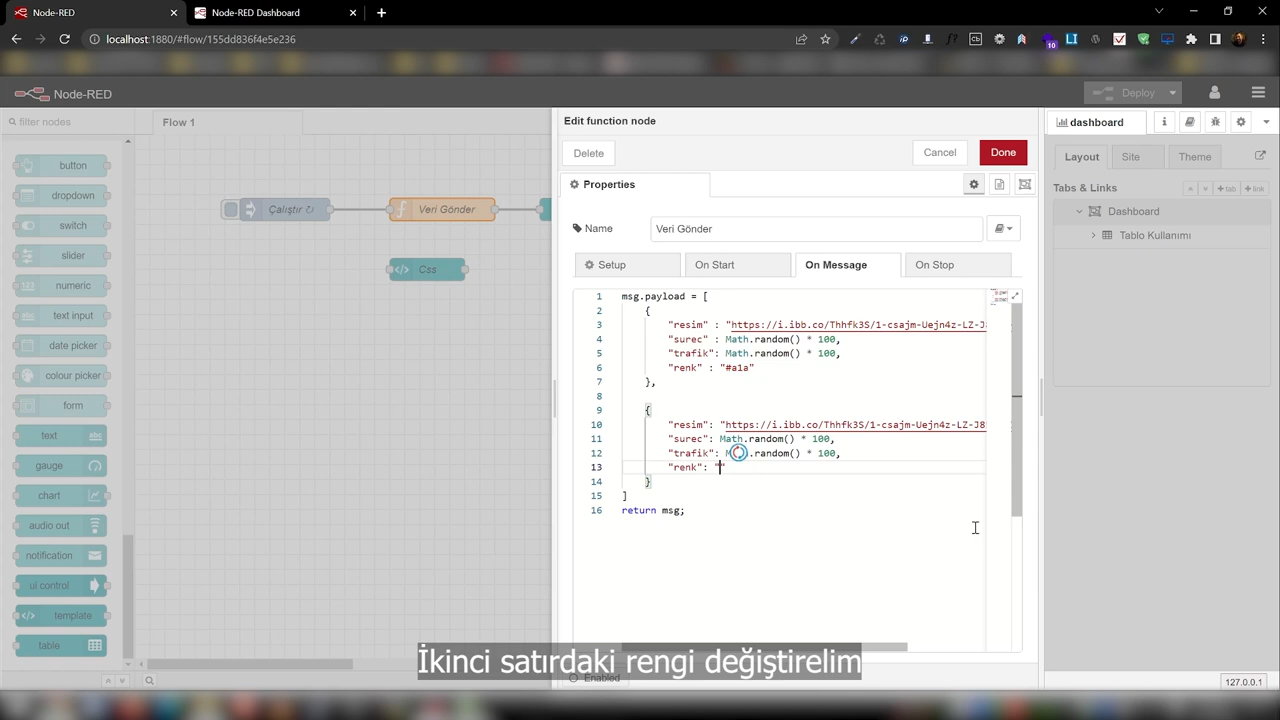 Node-RED
Node-RED Dashboard
localhost:1880/#flow/155dd836f4e5e236
10
Node-RED
Deploy
filter nodes
Flow 1
Edit function node
dashboard
Delete
Cancel
Done
Layout
Site
Theme
Properties
Tabs & Links
tab
link
button
dropdown
switch
slider
numeric
text input
date picker
colour picker
form
text
gauge
chart
audio out
notification
ui control
template
table
Çalıştır ↻
Veri Gönder
Css
Name
Veri Gönder
Dashboard
Tablo Kullanımı
Setup
On Start
On Message
On Stop
1 msg.payload = [
2 {
3 "resim" : "https://i.ibb.co/Thhfk3S/1-csajm-Uejn4z-LZ-J
4 "surec" : Math.random() * 100,
5 "trafik": Math.random() * 100,
6 "renk" : "#a1a"
7 },
8
9 {
10 "resim": "https://i.ibb.co/Thhfk3S/1-csajm-Uejn4z-LZ-J8
11 "surec": Math.random() * 100,
12 "trafik": M .random() * 100,
13 "renk": ""
14 }
15 ]
16 return msg;
İkinci satırdaki rengi değiştirelim
Enabled
127.0.0.1